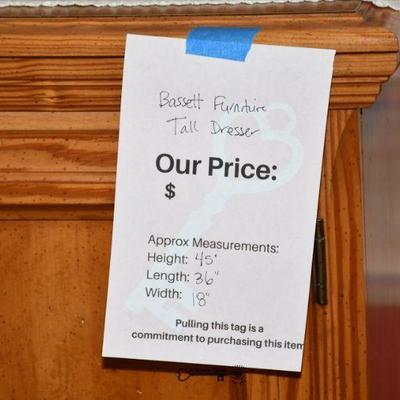 Bassett Furniture
Tall Dresser
Our Price:
$
Approx Measurements:
Height: 45"
Length: 36"
Width: 18"
Pulling this tag is a
commitment to purchasing this item